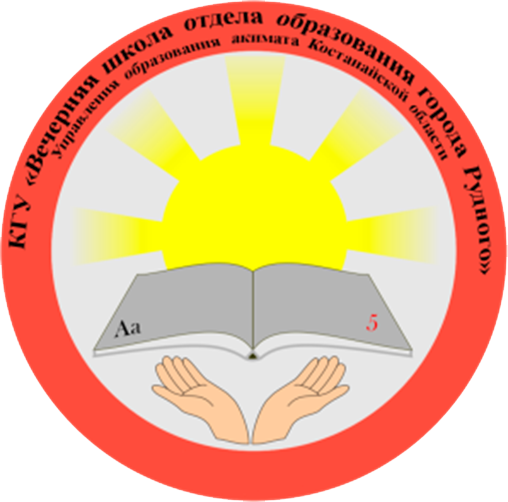 КГУ «Вечерняя школа отдела образования города Рудного»
Управления образования акимата Костанайской области
Аа
5